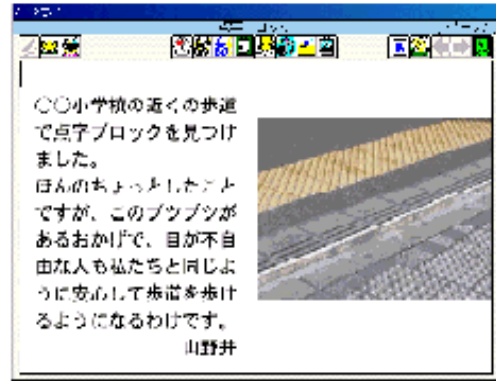 〇〇小学校の近くの歩道
で点字ブロックを見つけ
ました。
ほんのちょっとしたこと
ですが、このブツブツが
あるおかげで、目が不自
由な人も私たちと同じよ
うに安心して歩道を歩け
るようになるわけです。
山野井